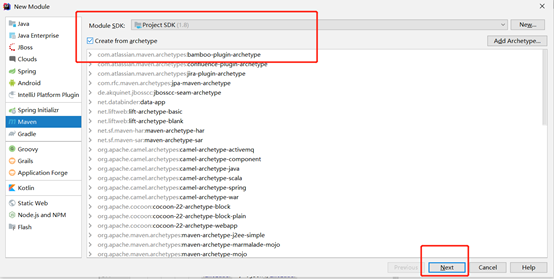 New Module
Java
Java Enterprise
JBoss
Clouds
Spring
Android
IntelliJ Platform Plugin
Spring Initializr
Maven
Gradle
Groovy
Grails
Application Forge
Kotlin
Static Web
Node.js and NPM
Flash
Module SDK: Project SDK (1.8) New...
Create from archetype Add Archetype...
com.atlassian.maven.archetypes:bamboo-plugin-archetype
com.atlassian.maven.archetypes:confluence-plugin-archetype
com.atlassian.maven.archetypes:jira-plugin-archetype
com.rfc.maven.archetypes:jpa-maven-archetype
de.akquinet.jbosscc:jbosscc-seam-archetype
net.databinder:data-app
net.liftweb:lift-archetype-basic
net.liftweb:lift-archetype-blank
net.sf.maven-har:maven-archetype-har
net.sf.maven-sar:maven-archetype-sar
org.apache.camel.archetypes:camel-archetype-activemq
org.apache.camel.archetypes:camel-archetype-component
org.apache.camel.archetypes:camel-archetype-java
org.apache.camel.archetypes:camel-archetype-scala
org.apache.camel.archetypes:camel-archetype-spring
org.apache.camel.archetypes:camel-archetype-war
org.apache.cocoon:cocoon-22-archetype-block
org.apache.cocoon:cocoon-22-archetype-block-plain
org.apache.cocoon:cocoon-22-archetype-webapp
org.apache.maven.archetypes:maven-archetype-j2ee-simple
org.apache.maven.archetypes:maven-archetype-marmalade-mojo
org.apache.maven.archetypes:maven-archetype-mojo
Previous Next Cancel Help